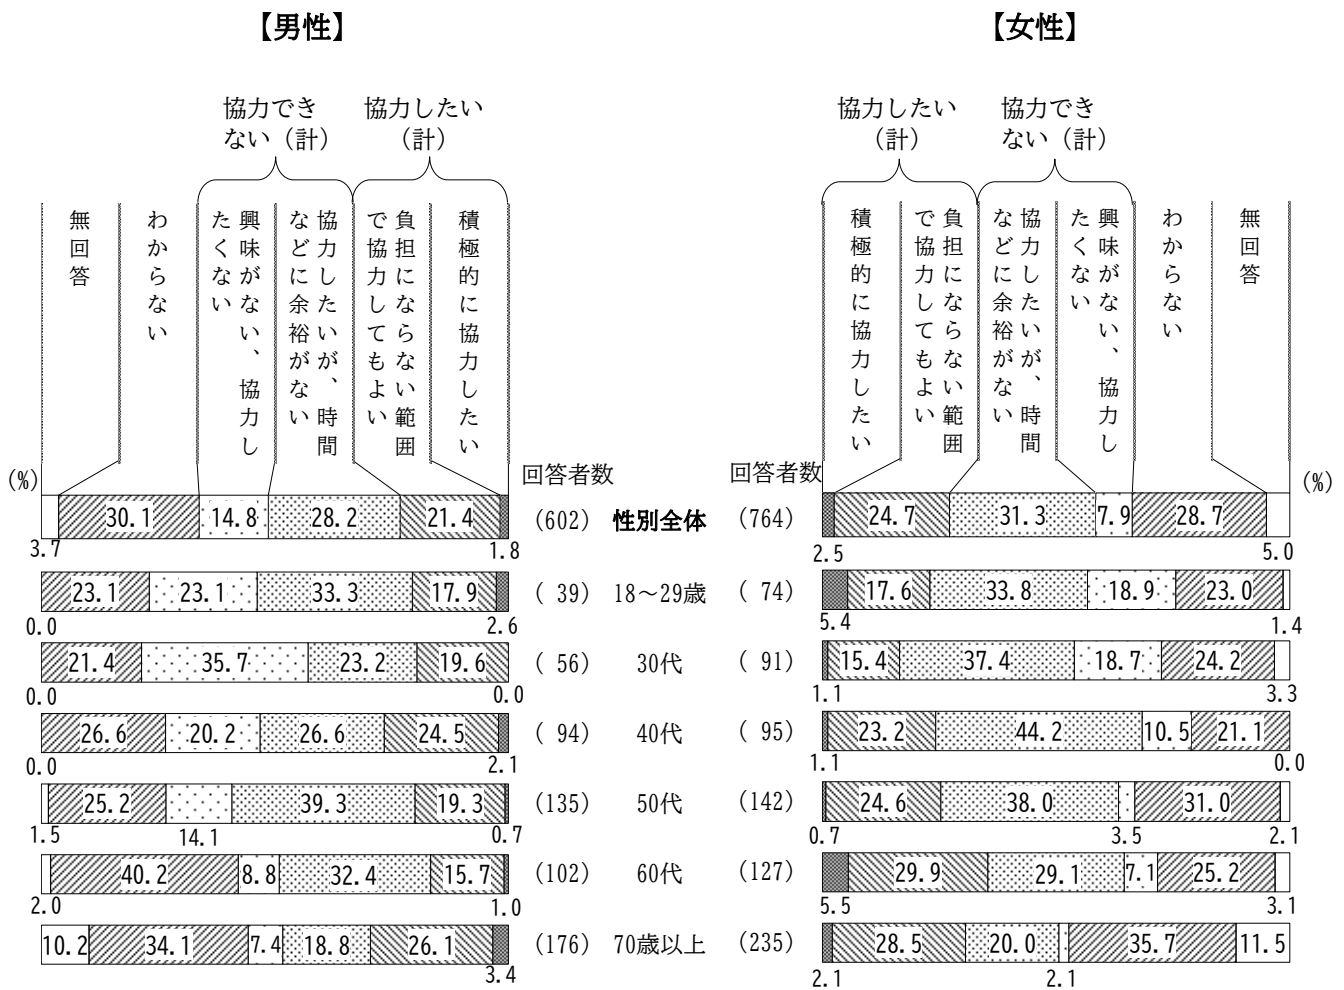 【男性】
【女性】
協力でき
ない（計）
協力したい
（計）
協力したい
（計）
協力でき
ない（計）
無回答
わからない
興味がない、協力し
たくない
協力したいが、時間
などに余裕がない
負担にならない範囲
で協力してもよい
積極的に協力したい
積極的に協力したい
負担にならない範囲
で協力してもよい
協力したいが、時間
などに余裕がない
興味がない、協力し
たくない
わからない
無回答
(%)
回答者数
回答者数
(%)
30.1 14.8 28.2 21.4 (602) 性別全体 (764) 24.7 31.3 7.9 28.7
3.7 1.8 2.5 5.0
23.1 23.1 33.3 17.9 ( 39) 18～29歳 ( 74) 17.6 33.8 18.9 23.0
0.0 2.6 5.4 1.4
21.4 35.7 23.2 19.6 ( 56) 30代 ( 91) 15.4 37.4 18.7 24.2
0.0 0.0 1.1 3.3
26.6 20.2 26.6 24.5 ( 94) 40代 ( 95) 23.2 44.2 10.5 21.1
0.0 2.1 1.1 0.0
25.2 39.3 19.3 (135) 50代 (142) 24.6 38.0 31.0
1.5 14.1 0.7 0.7 3.5 2.1
40.2 8.8 32.4 15.7 (102) 60代 (127) 29.9 29.1 7.1 25.2
2.0 1.0 5.5 3.1
10.2 34.1 7.4 18.8 26.1 (176) 70歳以上 (235) 28.5 20.0 35.7 11.5
3.4 2.1 2.1